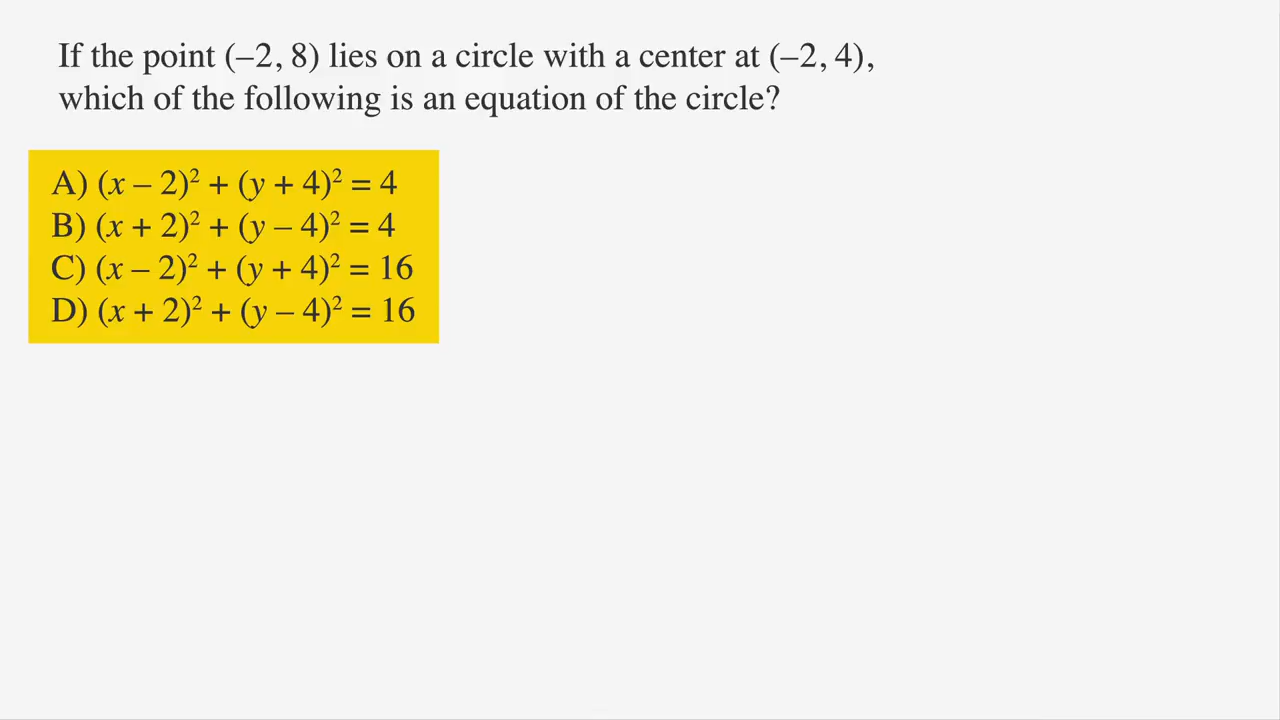 If the point (–2, 8) lies on a circle with a center at (–2, 4),
which of the following is an equation of the circle?
A) (x – 2)² + (y + 4)² = 4
B) (x + 2)² + (y – 4)² = 4
C) (x – 2)² + (y + 4)² = 16
D) (x + 2)² + (y – 4)² = 16